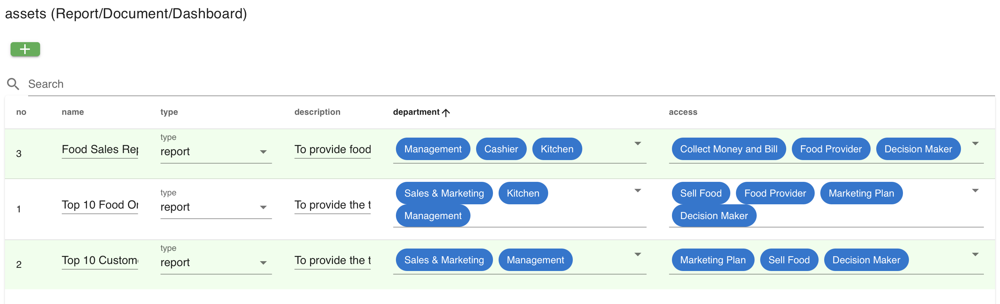 assets (Report/Document/Dashboard)
Search
no name type description department access
3 Food Sales Rep type report To provide food Management Cashier Kitchen Collect Money and Bill Food Provider Decision Maker
1 Top 10 Food Or type report To provide the t Sales & Marketing Kitchen Management Sell Food Food Provider Marketing Plan Decision Maker
2 Top 10 Custome type report To provide the t Sales & Marketing Management Marketing Plan Sell Food Decision Maker